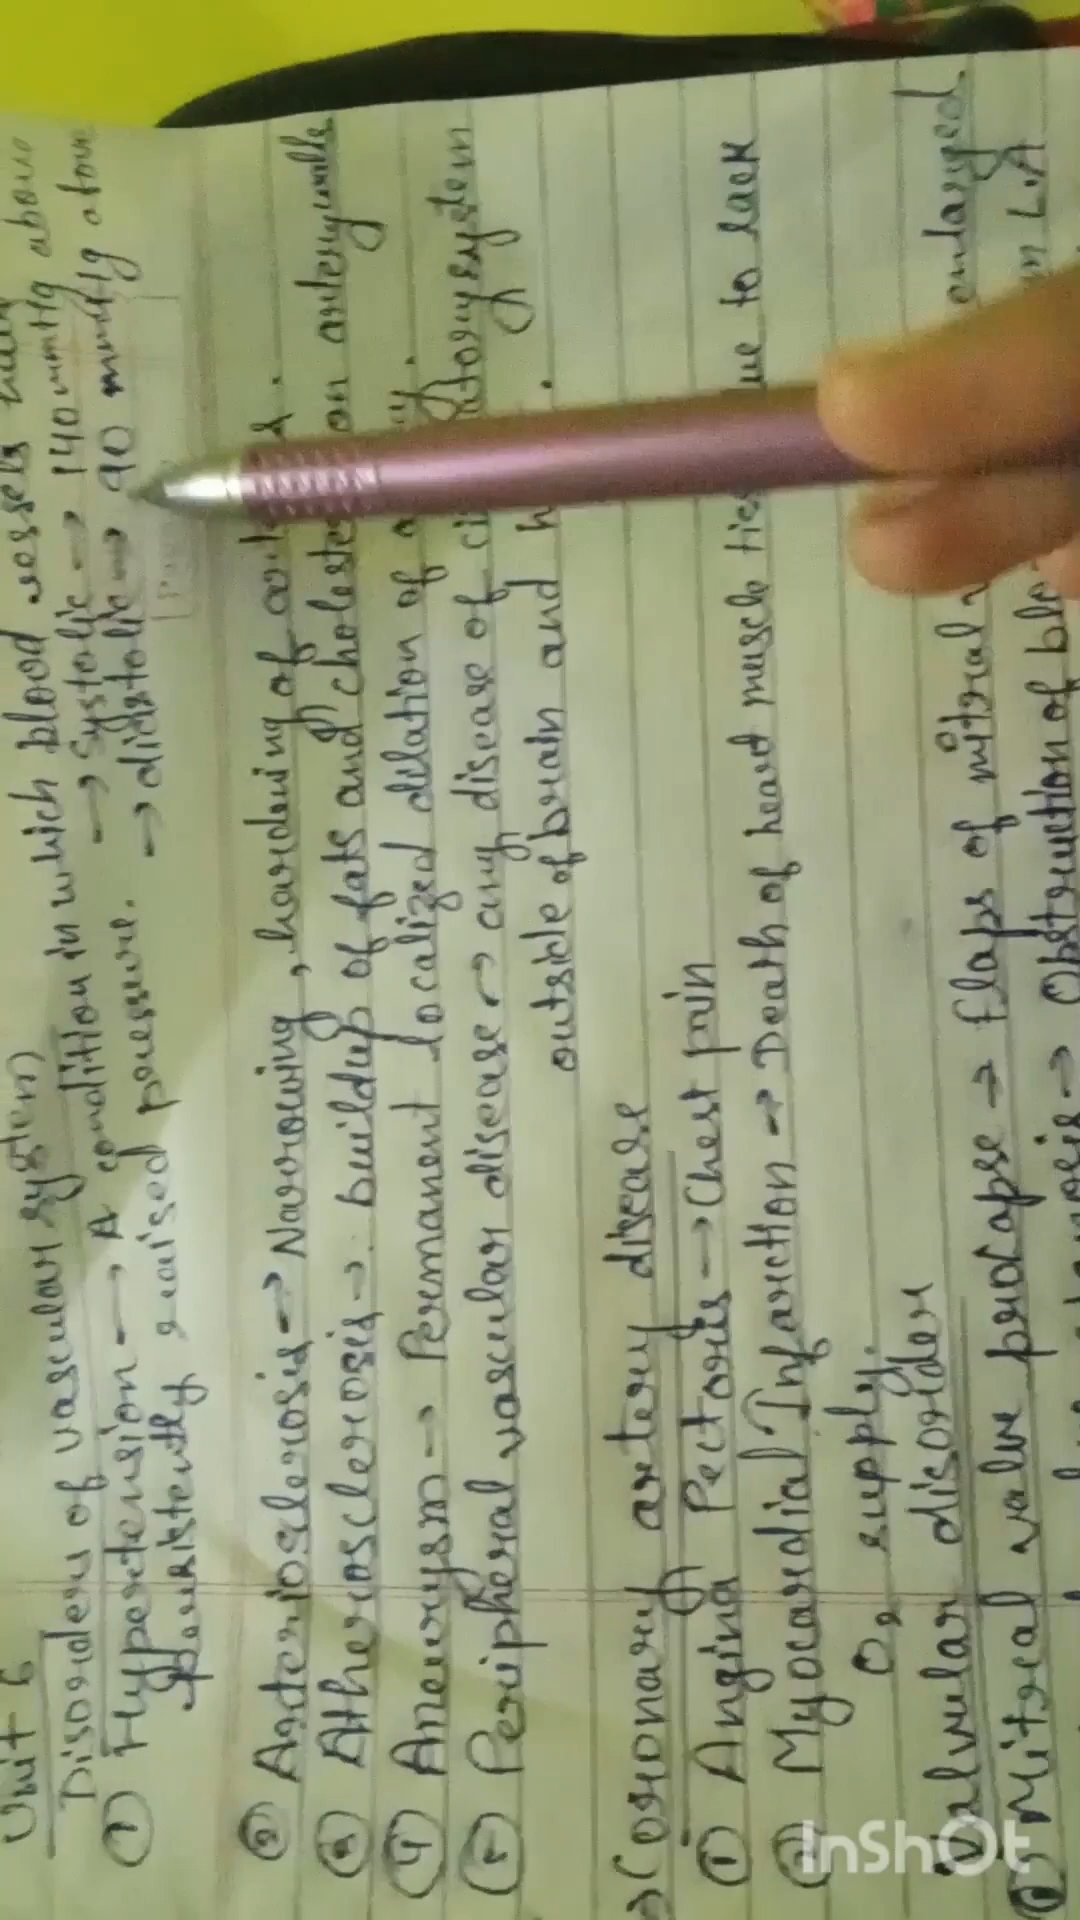 Unit 6
Disorders of vascular system
① Hypertension → A condition in which blood vessels have
persistently raised pressure. → Systolic → 140 mmHg above
→ diastolic → 90 mmHg above
② Arteriosclerosis → Narrowing, hardening of
③ Atherosclerosis → buildup of fats and on artery walls
④ Aneurysm → Permanent localized dilation of
⑤ Peripheral vascular disease → any disease of system
outside of brain and
Coronary artery disease
① Angina Pectoris → Chest pain
② Myocardial Infarction → Death of heart muscle to lack
O2 supply.
Valvular disorder
① Mitral valve prolapse → Flaps of mitral enlarged.
→ Obstruction of in L.A
InShOt